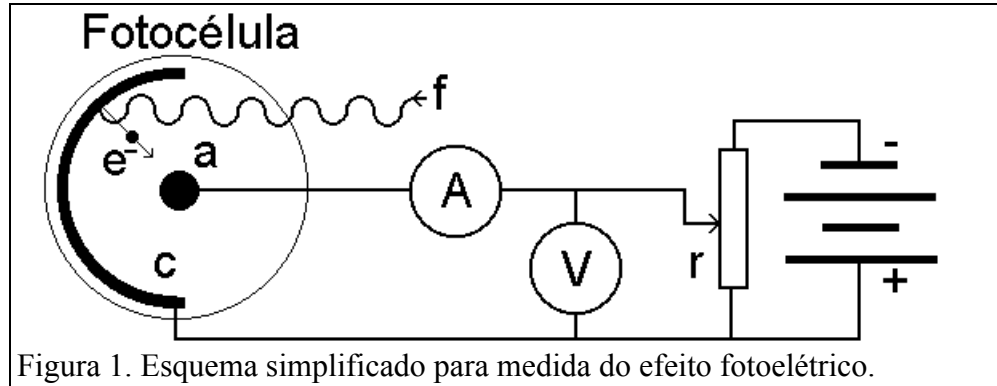 Fotocélula
f
e-
a
A
-
c
V
r
+
Figura 1. Esquema simplificado para medida do efeito fotoelétrico.